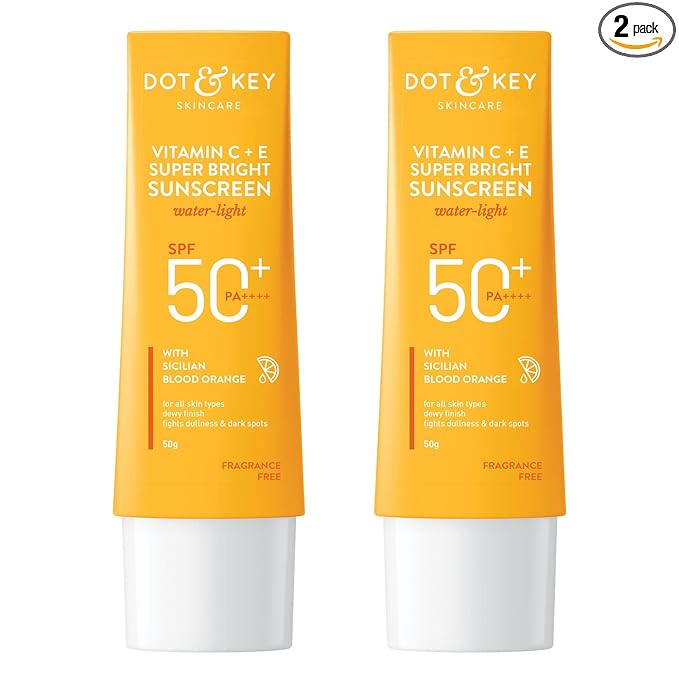 2 pack
DOT & KEY
SKINCARE
VITAMIN C + E
SUPER BRIGHT
SUNSCREEN
water-light
SPF
50+
PA++++
WITH
SICILIAN
BLOOD ORANGE
for all skin types
dewy finish
fights dullness & dark spots
50g
FRAGRANCE
FREE
DOT & KEY
SKINCARE
VITAMIN C + E
SUPER BRIGHT
SUNSCREEN
water-light
SPF
50+
PA++++
WITH
SICILIAN
BLOOD ORANGE
for all skin types
dewy finish
fights dullness & dark spots
50g
FRAGRANCE
FREE